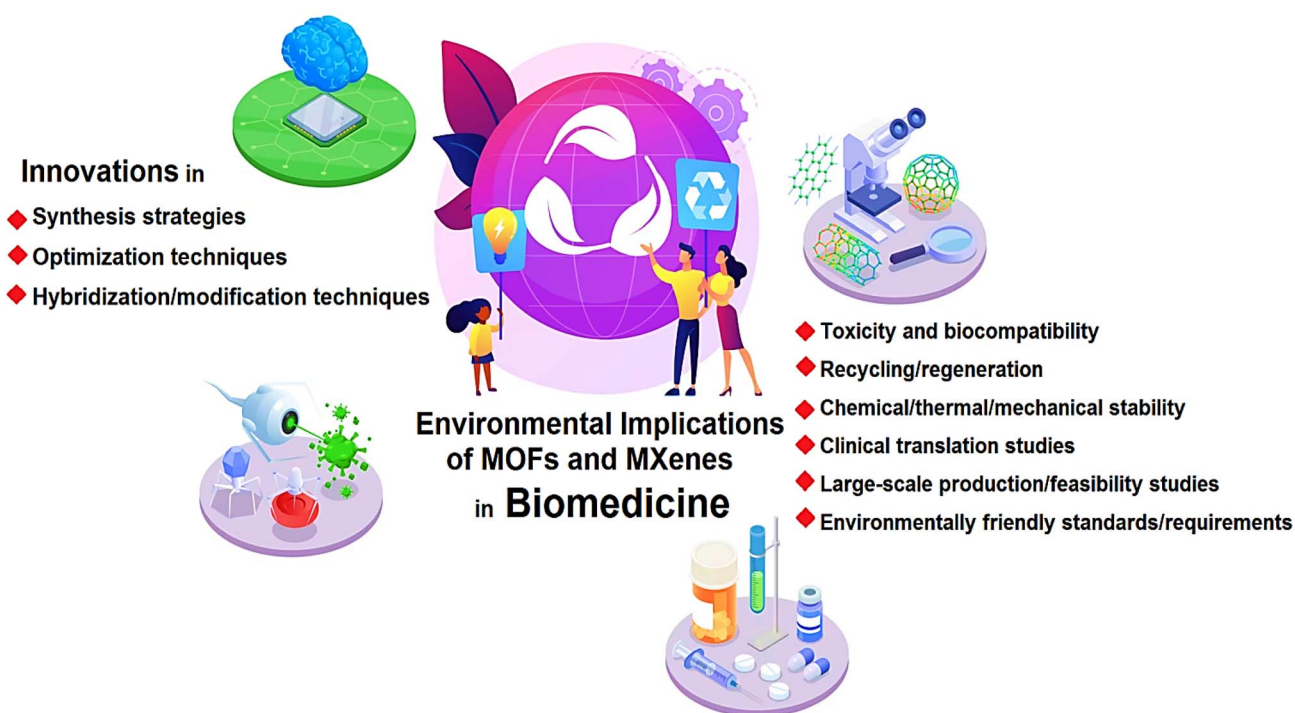 Innovations in
Synthesis strategies
Optimization techniques
Hybridization/modification techniques
Environmental Implications
of MOFs and MXenes
in Biomedicine
Toxicity and biocompatibility
Recycling/regeneration
Chemical/thermal/mechanical stability
Clinical translation studies
Large-scale production/feasibility studies
Environmentally friendly standards/requirements